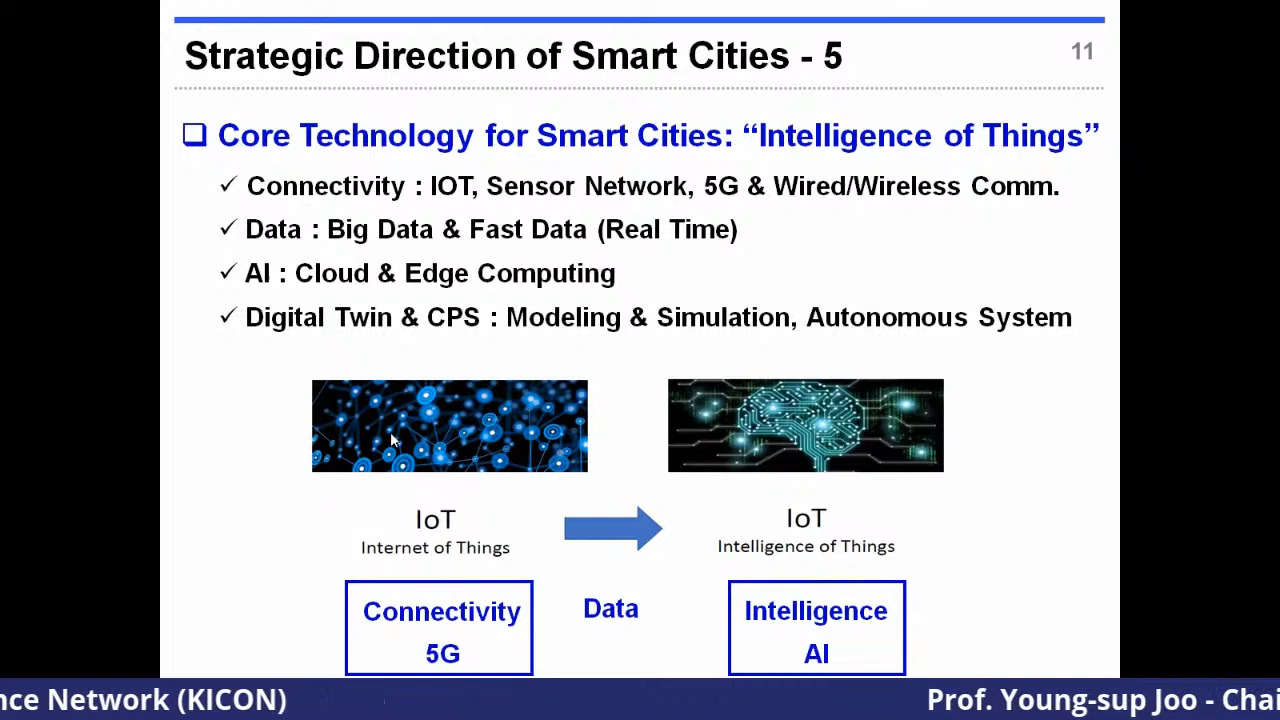 Strategic Direction of Smart Cities - 5
11
Core Technology for Smart Cities: “Intelligence of Things”
Connectivity : IOT, Sensor Network, 5G & Wired/Wireless Comm.
Data : Big Data & Fast Data (Real Time)
AI : Cloud & Edge Computing
Digital Twin & CPS : Modeling & Simulation, Autonomous System
IoT
Internet of Things
IoT
Intelligence of Things
Connectivity
5G
Data
Intelligence
AI
nce Network (KICON)
Prof. Young-sup Joo - Chai